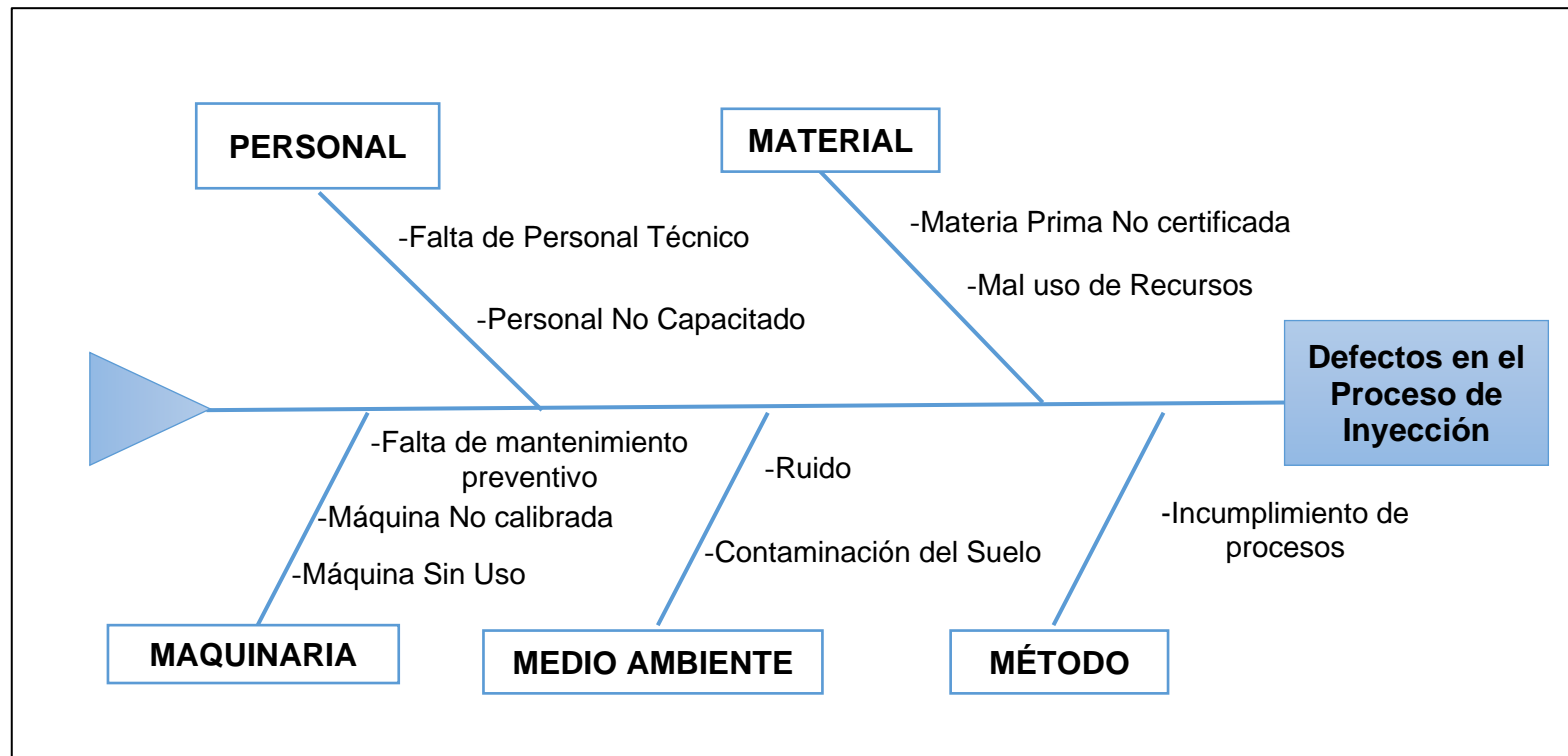 PERSONAL
MATERIAL
-Falta de Personal Técnico
-Materia Prima No certificada
-Personal No Capacitado
-Mal uso de Recursos
Defectos en el
Proceso de
Inyección
-Falta de mantenimiento
preventivo
-Máquina No calibrada
-Máquina Sin Uso
-Ruido
-Contaminación del Suelo
-Incumplimiento de
procesos
MAQUINARIA
MEDIO AMBIENTE
MÉTODO